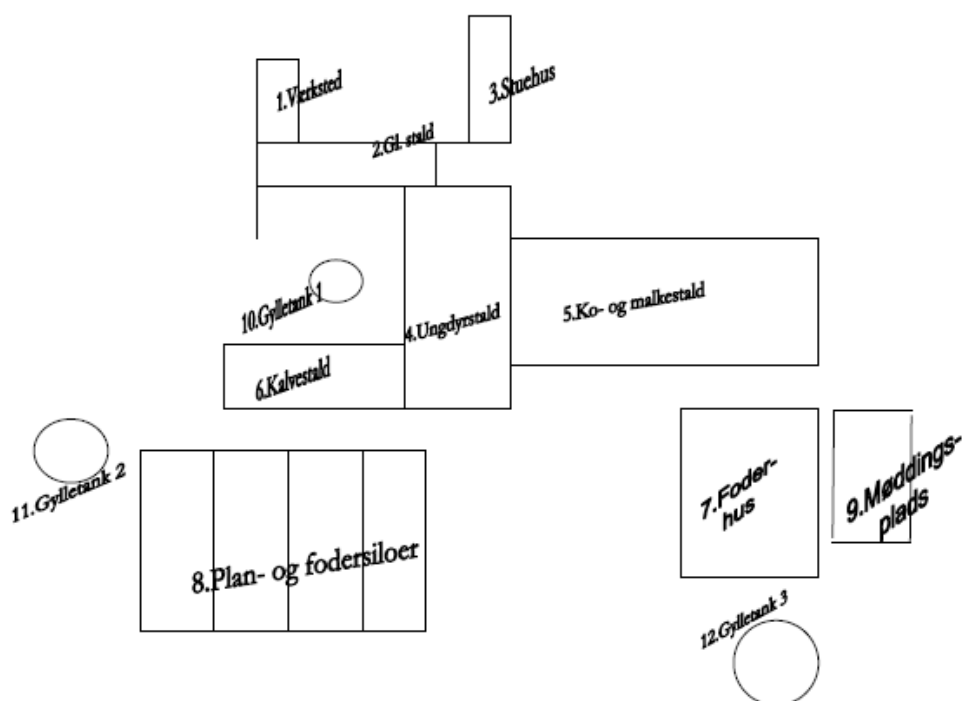 1.Værksted
3.Stuehus
2.Gl. stald
10.Gylletank 1
4.Ungdyrstald
5.Ko- og malkestald
6.Kalvestald
11.Gylletank 2
8.Plan- og fodersiloer
7.Foder-
hus
9.Møddings-
plads
12.Gylletank 3